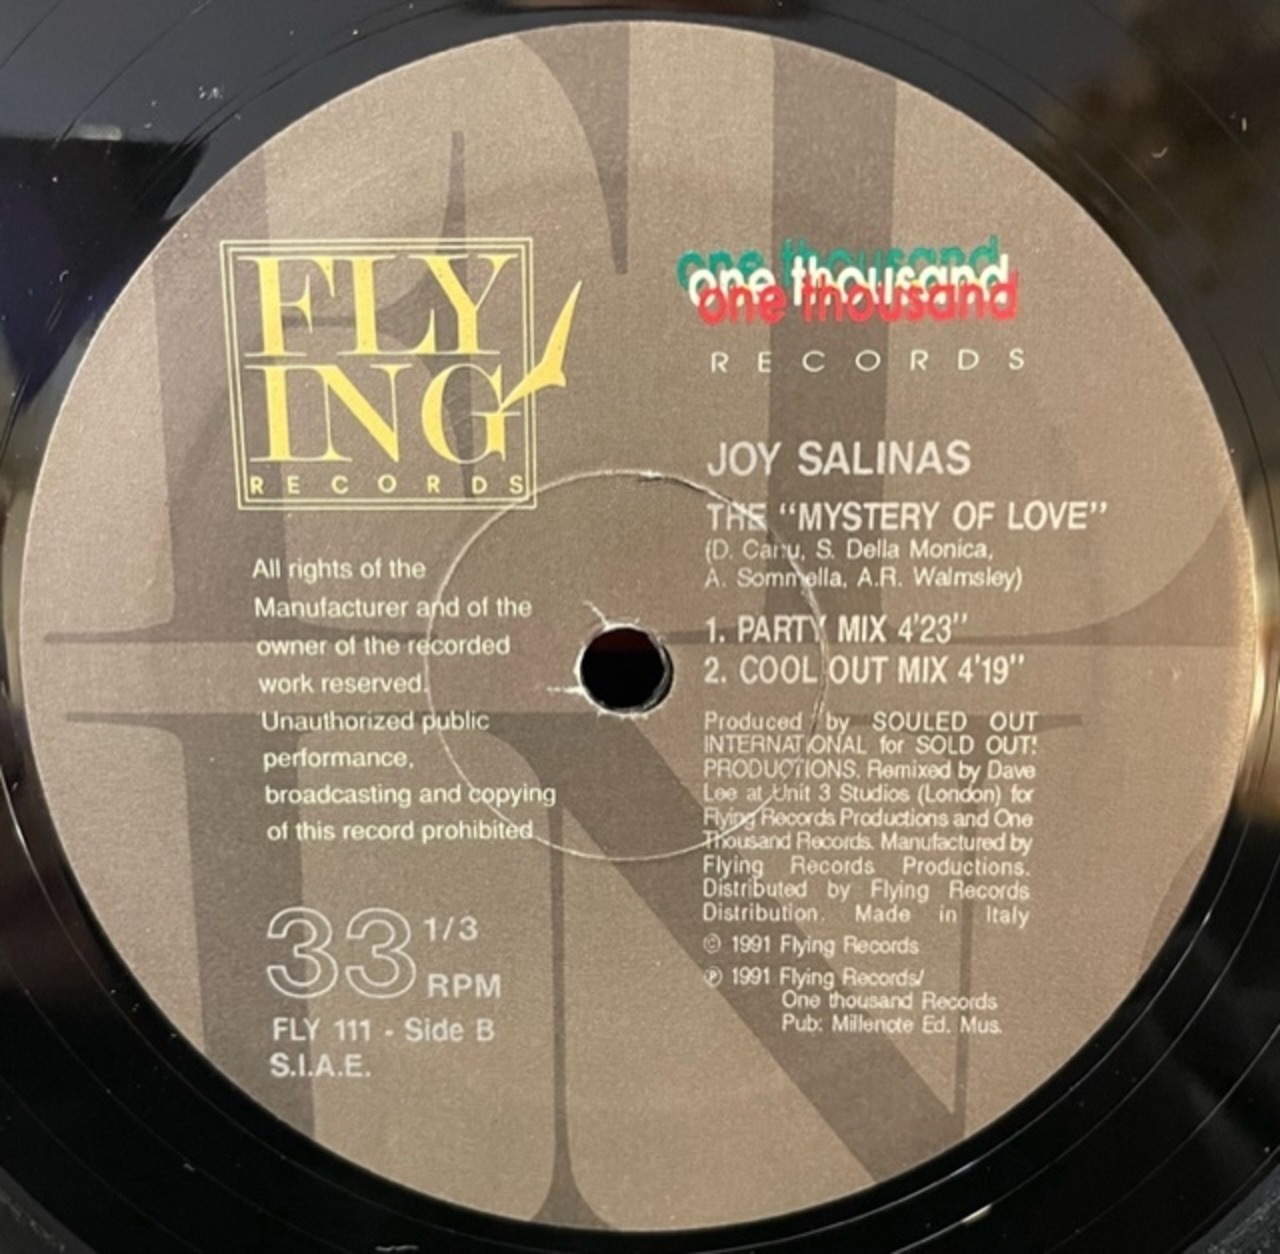 FLY
ING
RECORDS
one thousand
one thousand
one thousand
RECORDS
JOY SALINAS
THE “MYSTERY OF LOVE”
(D. Canu, S. Della Monica,
A. Sommella, A.R. Walmsley)
1. PARTY MIX 4'23’’
2. COOL OUT MIX 4'19’’
Produced by SOULED OUT
INTERNATIONAL for SOLD OUT!
PRODUCTIONS. Remixed by Dave
Lee at Unit 3 Studios (London) for
Flying Records Productions and One
Thousand Records. Manufactured by
Flying Records Productions.
Distributed by Flying Records
Distribution. Made in Italy
© 1991 Flying Records
℗ 1991 Flying Records/
One thousand Records
Pub: Millenote Ed. Mus.
All rights of the
Manufacturer and of the
owner of the recorded
work reserved.
Unauthorized public
performance,
broadcasting and copying
of this record prohibited
33 1/3
RPM
FLY 111 - Side B
S.I.A.E.